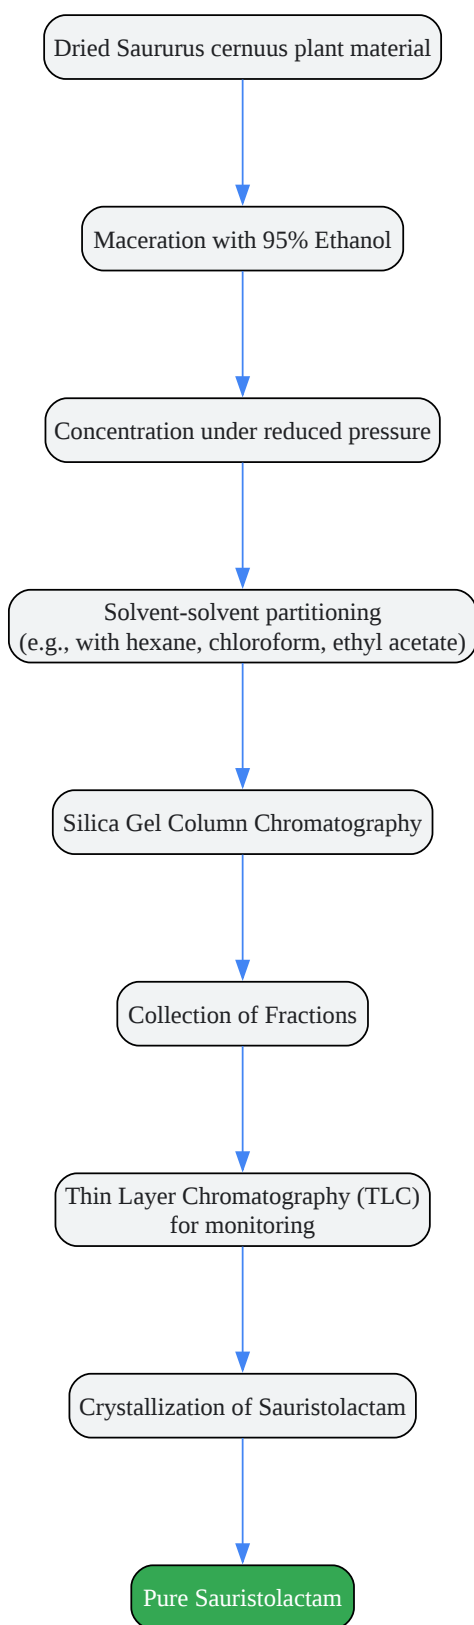 Dried Saururus cernuus plant material
Maceration with 95% Ethanol
Concentration under reduced pressure
Solvent-solvent partitioning
(e.g., with hexane, chloroform, ethyl acetate)
Silica Gel Column Chromatography
Collection of Fractions
Thin Layer Chromatography (TLC)
for monitoring
Crystallization of Sauristolactam
Pure Sauristolactam